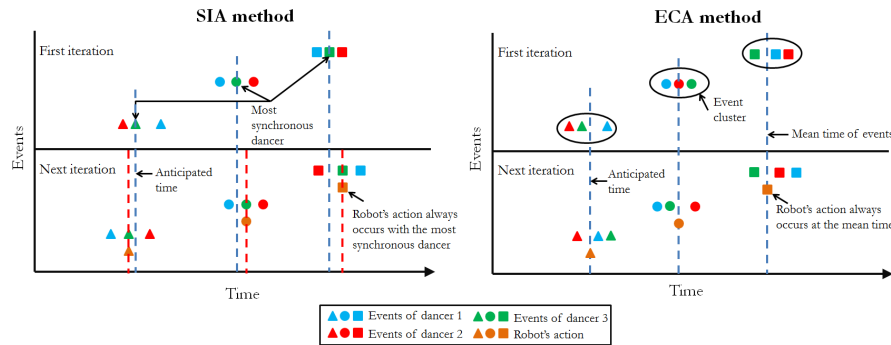 SIA method
First iteration
Most
synchronous
dancer
Next iteration
Anticipated
time
Robot's action always
occurs with the most
synchronous dancer
Events
Time
ECA method
First iteration
Event
cluster
Mean time of events
Next iteration
Anticipated
time
Robot's action always
occurs at the mean time
Events
Time
Events of dancer 1
Events of dancer 3
Events of dancer 2
Robot's action